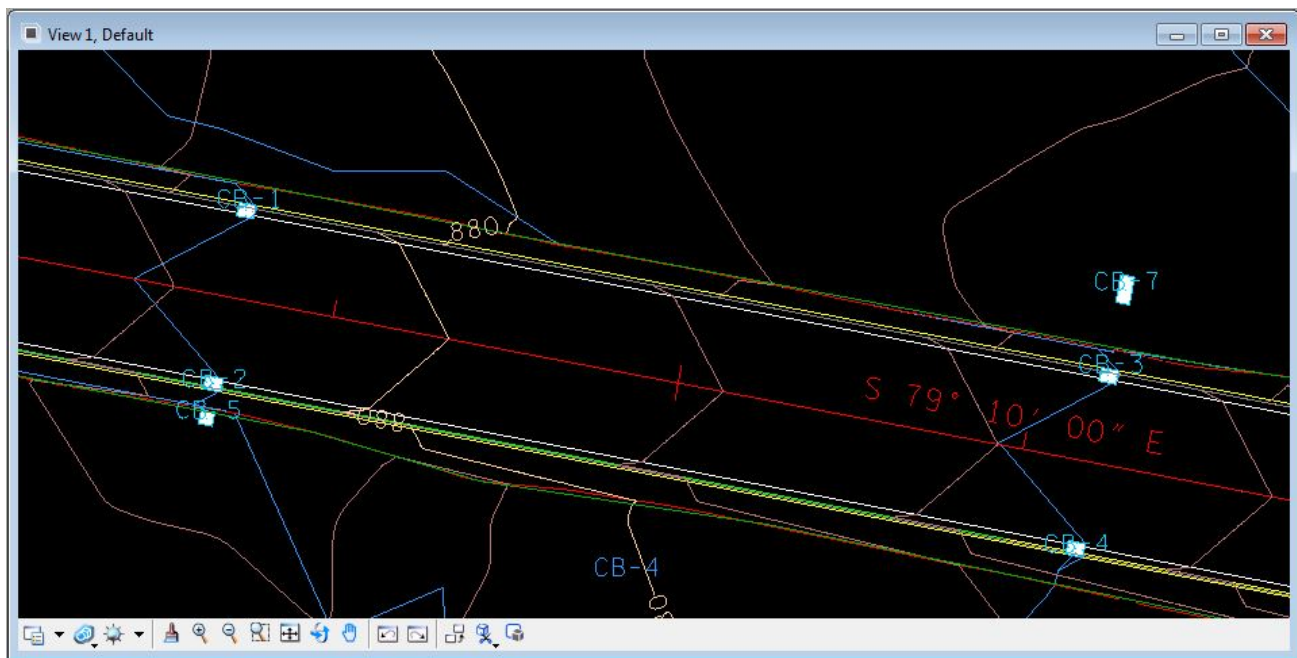 View 1, Default
CB-1
880
CB-7
CB-3
CB-2
S 79° 10' 00" E
CB-5
880
CB-4
CB-4